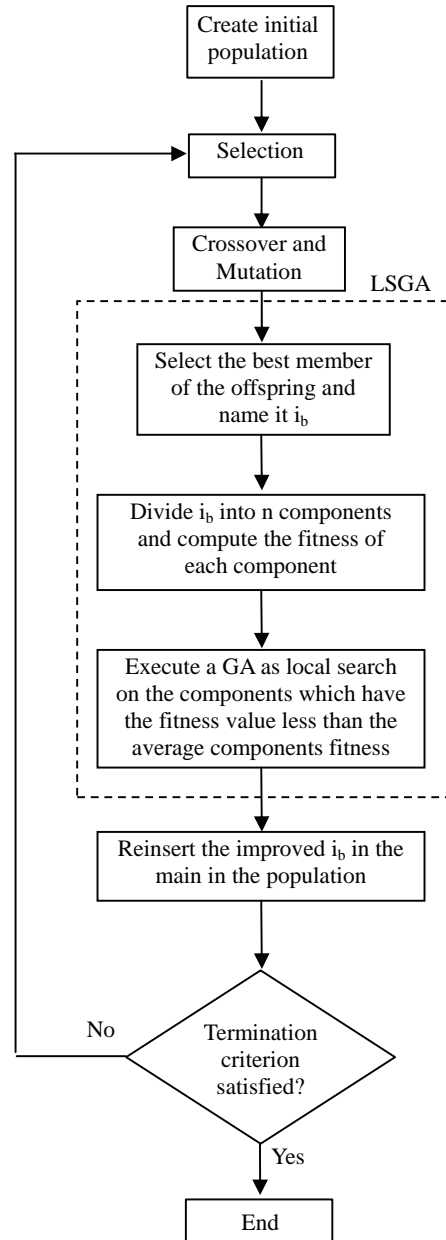 Create initial
population
Selection
Crossover and
Mutation
LSGA
Select the best member
of the offspring and
name it i_b
Divide i_b into n components
and compute the fitness of
each component
Execute a GA as local search
on the components which have
the fitness value less than the
average components fitness
Reinsert the improved i_b in the
main in the population
No
Termination
criterion
satisfied?
Yes
End